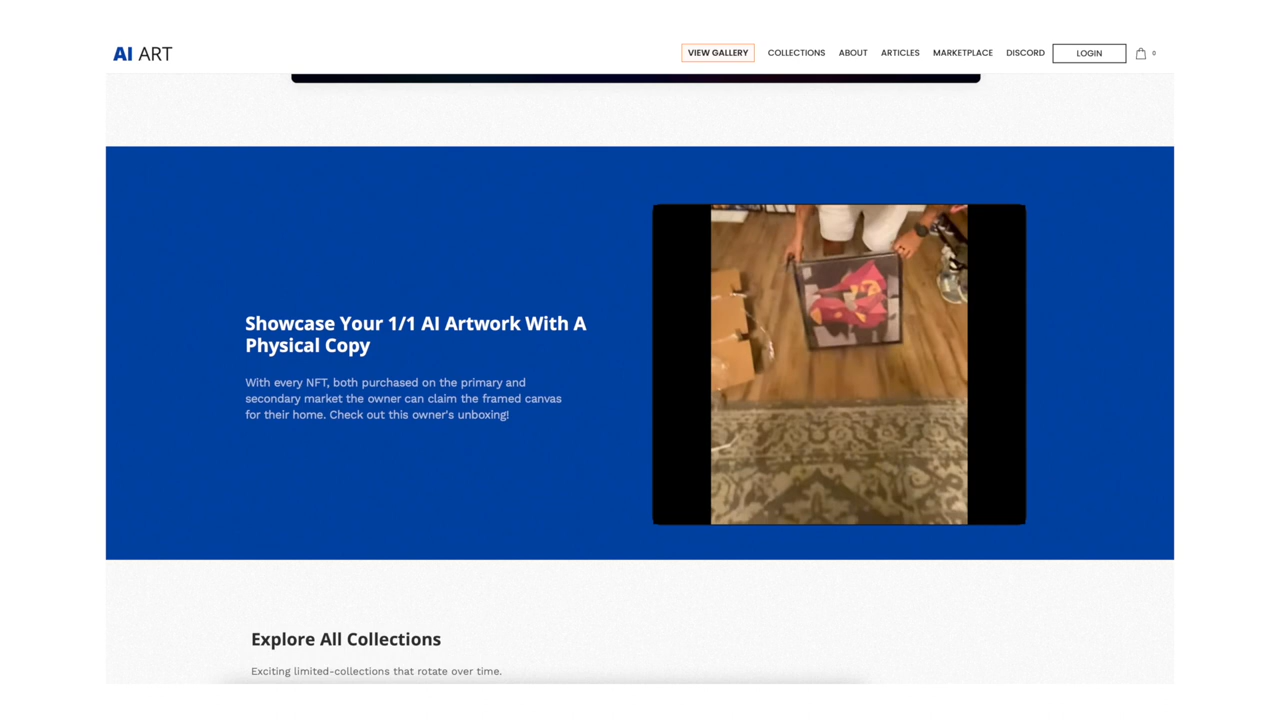 AI ART
VIEW GALLERY
COLLECTIONS
ABOUT
ARTICLES
MARKETPLACE
DISCORD
LOGIN
0
Showcase Your 1/1 AI Artwork With A
Physical Copy
With every NFT, both purchased on the primary and
secondary market the owner can claim the framed canvas
for their home. Check out this owner's unboxing!
Explore All Collections
Exciting limited-collections that rotate over time.